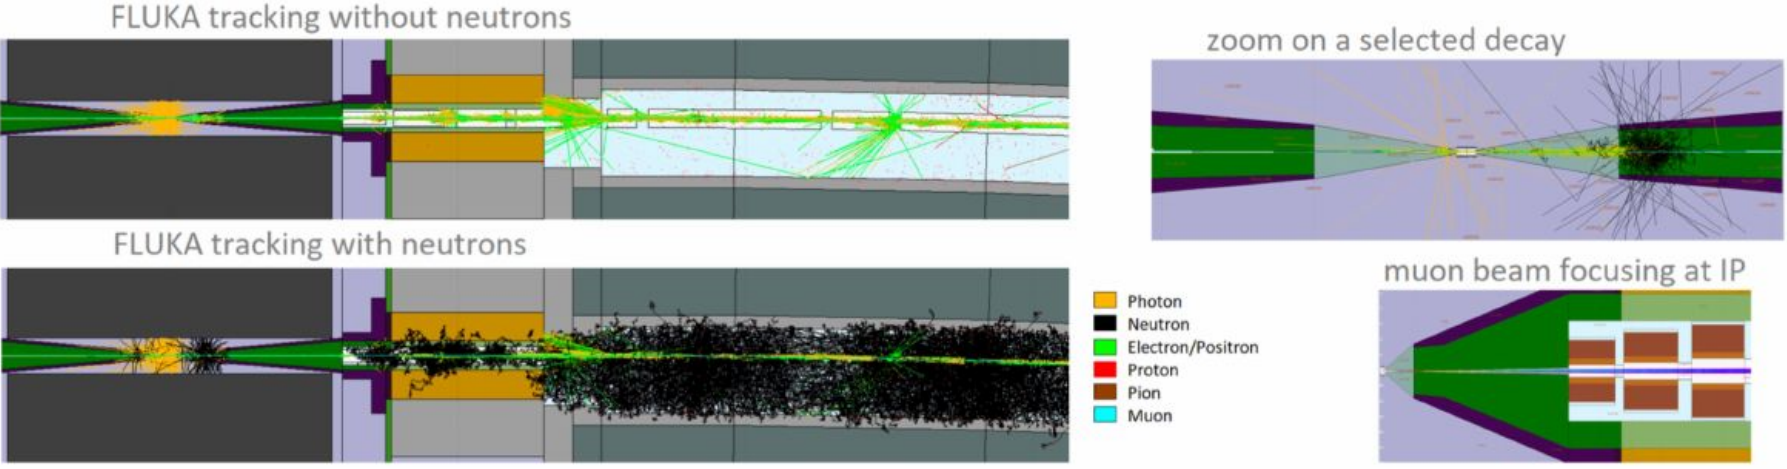 FLUKA tracking without neutrons
zoom on a selected decay
FLUKA tracking with neutrons
muon beam focusing at IP
Photon
Neutron
Electron/Positron
Proton
Pion
Muon